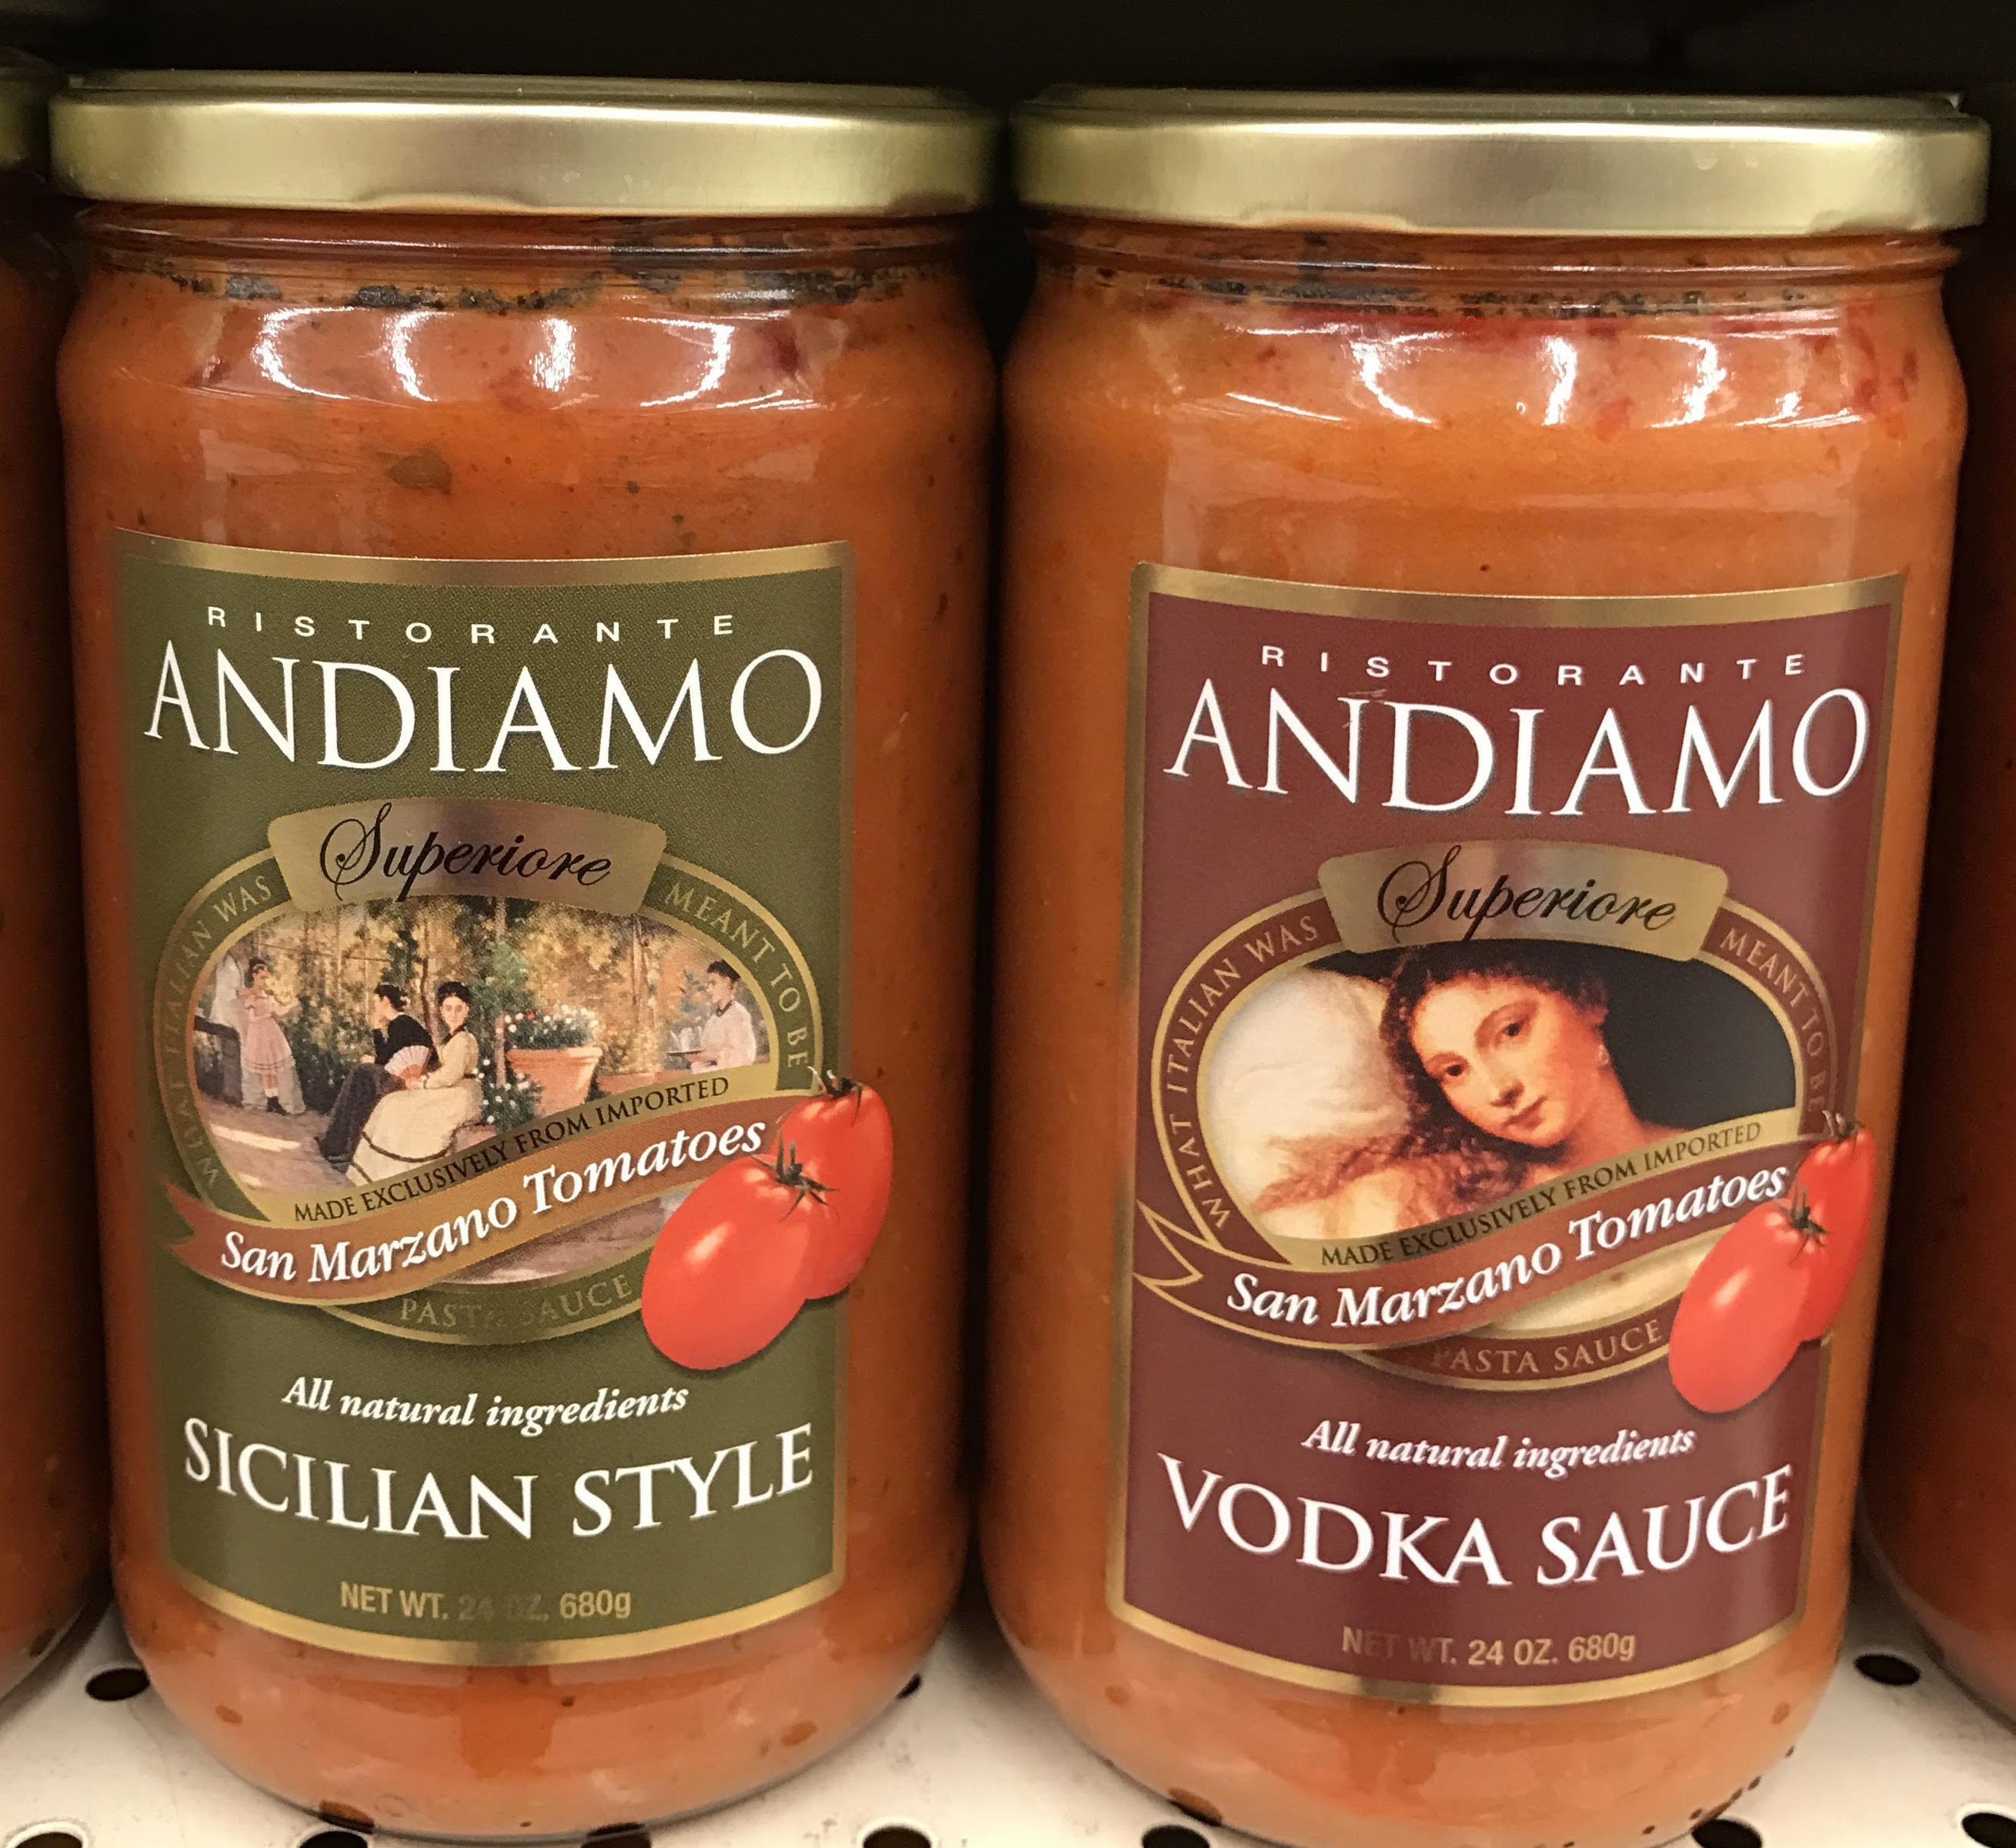 RISTORANTE
ANDIAMO
Superiore
WHAT ITALIAN WAS MEANT TO BE
MADE EXCLUSIVELY FROM IMPORTED
San Marzano Tomatoes
PASTA SAUCE
All natural ingredients
SICILIAN STYLE
NET WT. 24 OZ. 680g
RISTORANTE
ANDIAMO
Superiore
WHAT ITALIAN WAS MEANT TO BE
MADE EXCLUSIVELY FROM IMPORTED
San Marzano Tomatoes
PASTA SAUCE
All natural ingredients
VODKA SAUCE
NET WT. 24 OZ. 680g